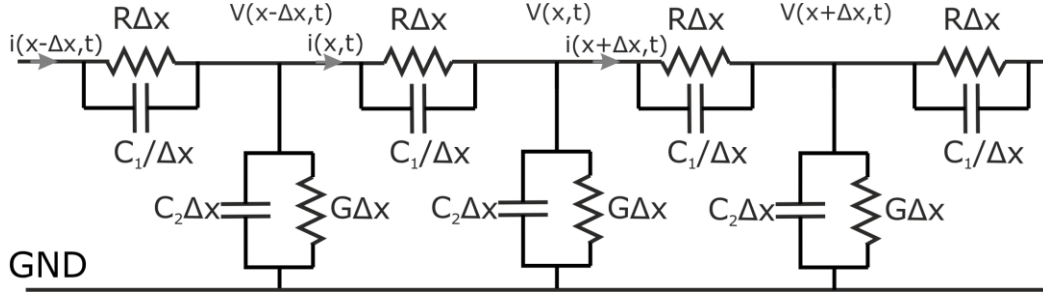 RΔx V(x-Δx,t) RΔx V(x,t) RΔx V(x+Δx,t) RΔx
i(x-Δx,t) i(x,t) i(x+Δx,t)
C₁/Δx C₁/Δx C₁/Δx C₁/Δx
C₂Δx GΔx C₂Δx GΔx C₂Δx GΔx
GND